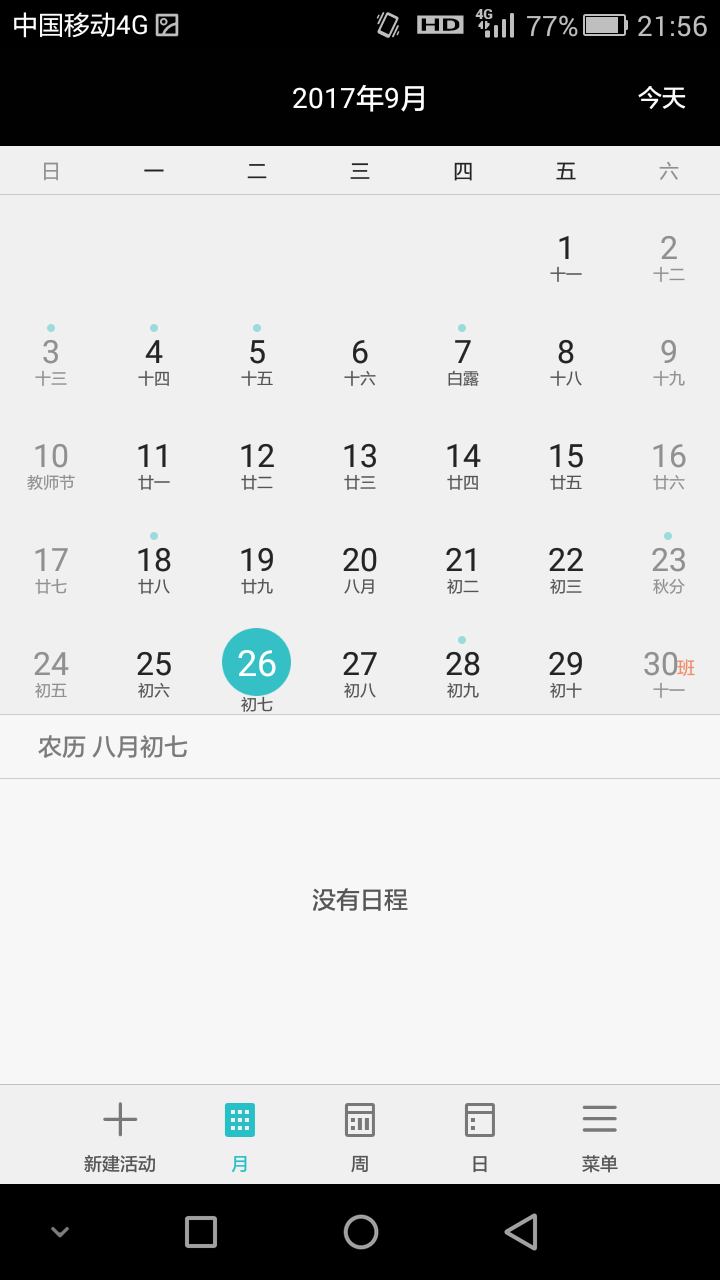 中国移动4G HD 4G 77% 21:56
2017年9月 今天
日 一 二 三 四 五 六
1 2
十一 十二
3 4 5 6 7 8 9
十三 十四 十五 十六 白露 十八 十九
10 11 12 13 14 15 16
教师节 廿一 廿二 廿三 廿四 廿五 廿六
17 18 19 20 21 22 23
廿七 廿八 廿九 八月 初二 初三 秋分
24 25 26 27 28 29 30班
初五 初六 初七 初八 初九 初十 十一
农历 八月初七
没有日程
新建活动 月 周 日 菜单